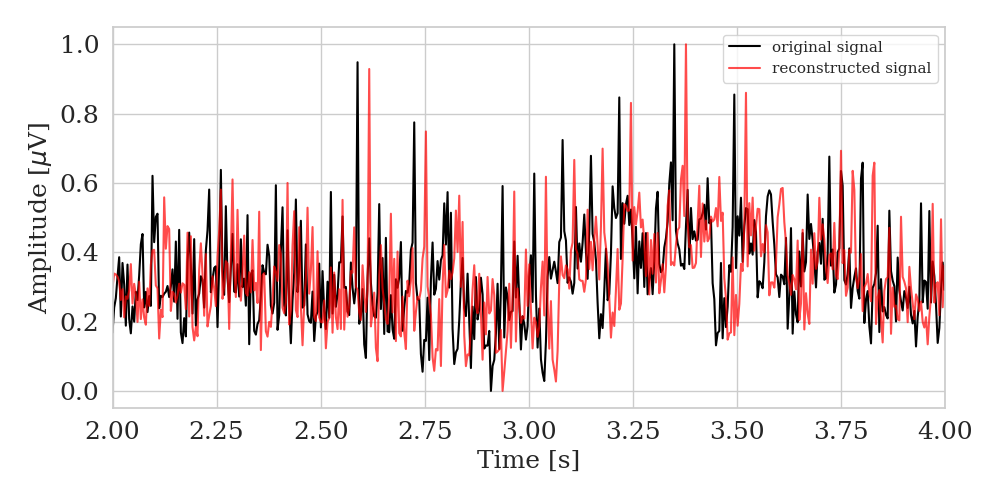 original signal
reconstructed signal
Amplitude [μV]
1.0
0.8
0.6
0.4
0.2
0.0
2.00 2.25 2.50 2.75 3.00 3.25 3.50 3.75 4.00
Time [s]